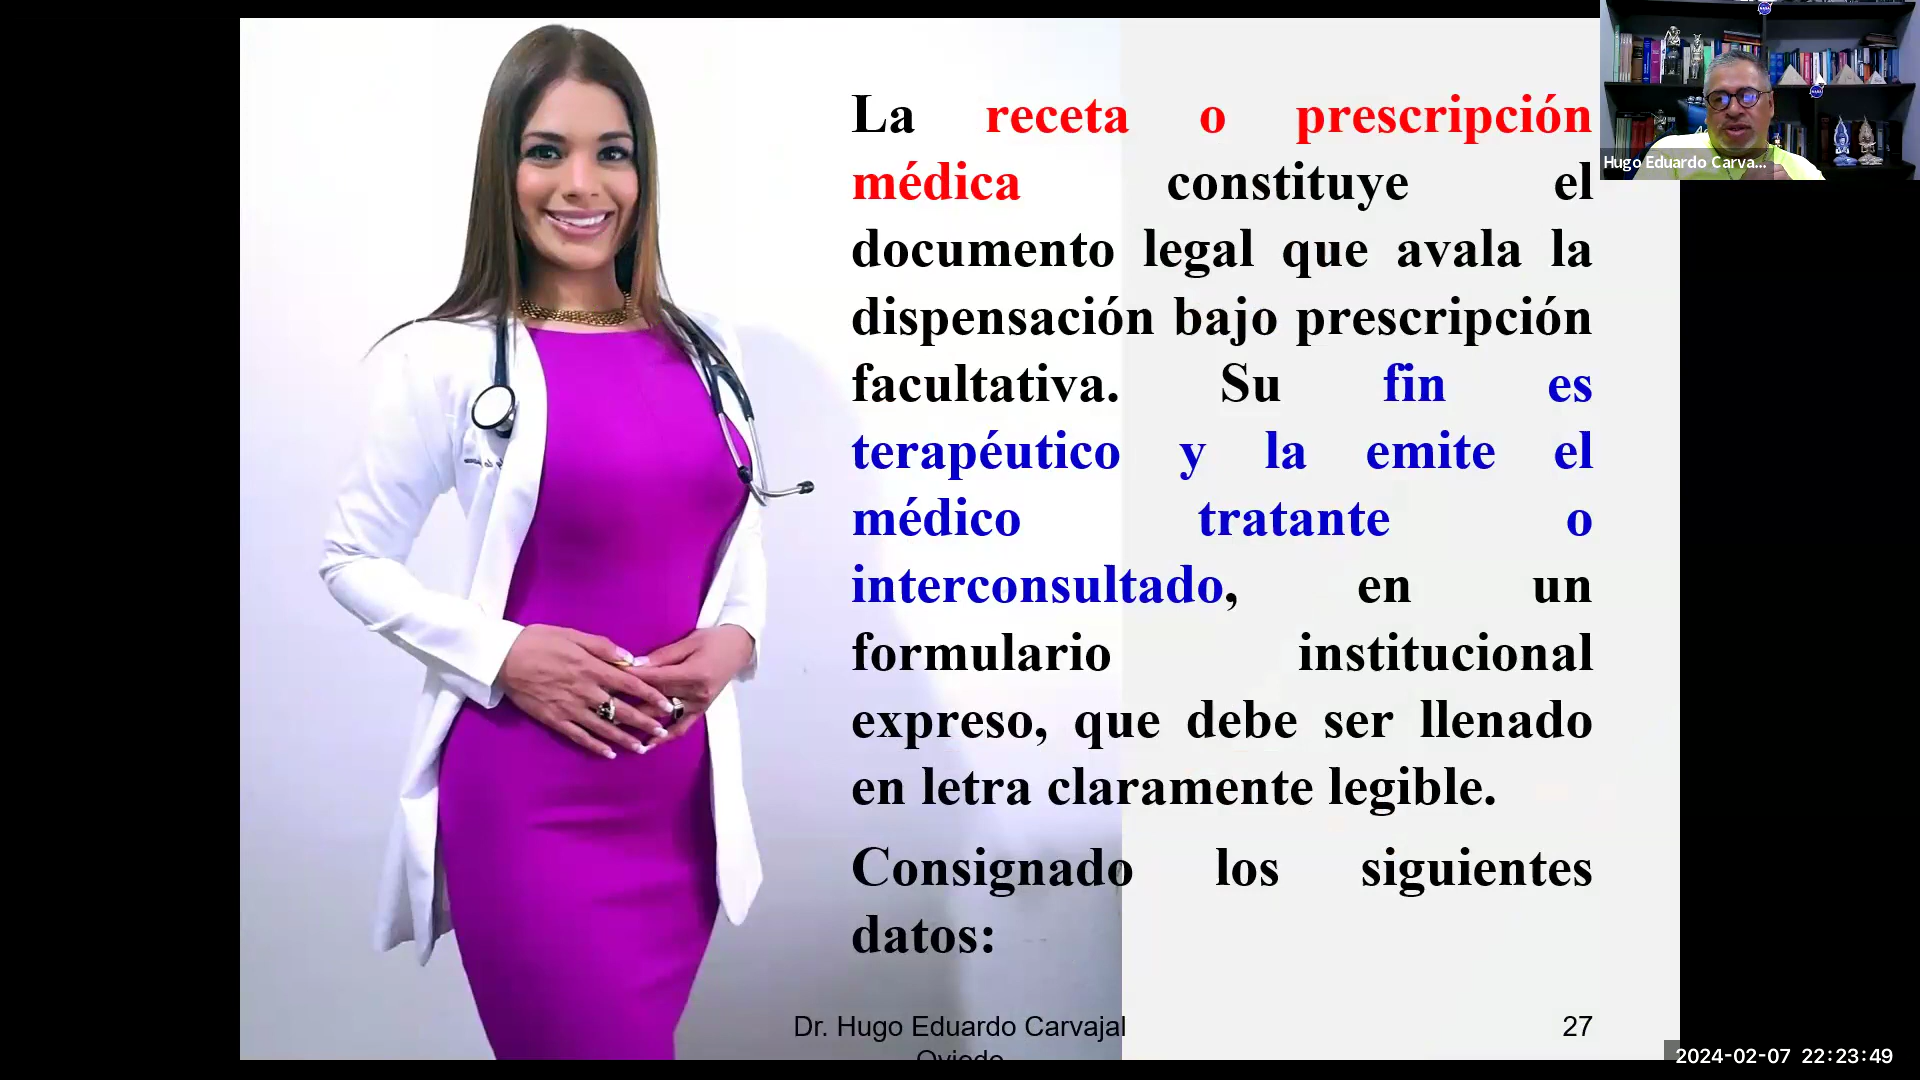 La receta o prescripción
médica constituye el
documento legal que avala la
dispensación bajo prescripción
facultativa. Su fin es
terapéutico y la emite el
médico tratante o
interconsultado, en un
formulario institucional
expreso, que debe ser llenado
en letra claramente legible.
Consignado los siguientes
datos:
Dr. Hugo Eduardo Carvajal
Oviedo
27
Hugo Eduardo Carva...
2024-02-07 22:23:49